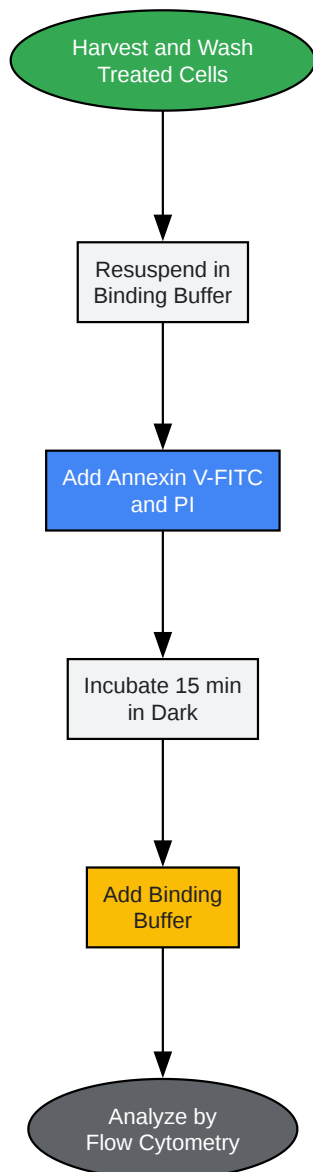 Harvest and Wash
Treated Cells
Resuspend in
Binding Buffer
Add Annexin V-FITC
and PI
Incubate 15 min
in Dark
Add Binding
Buffer
Analyze by
Flow Cytometry